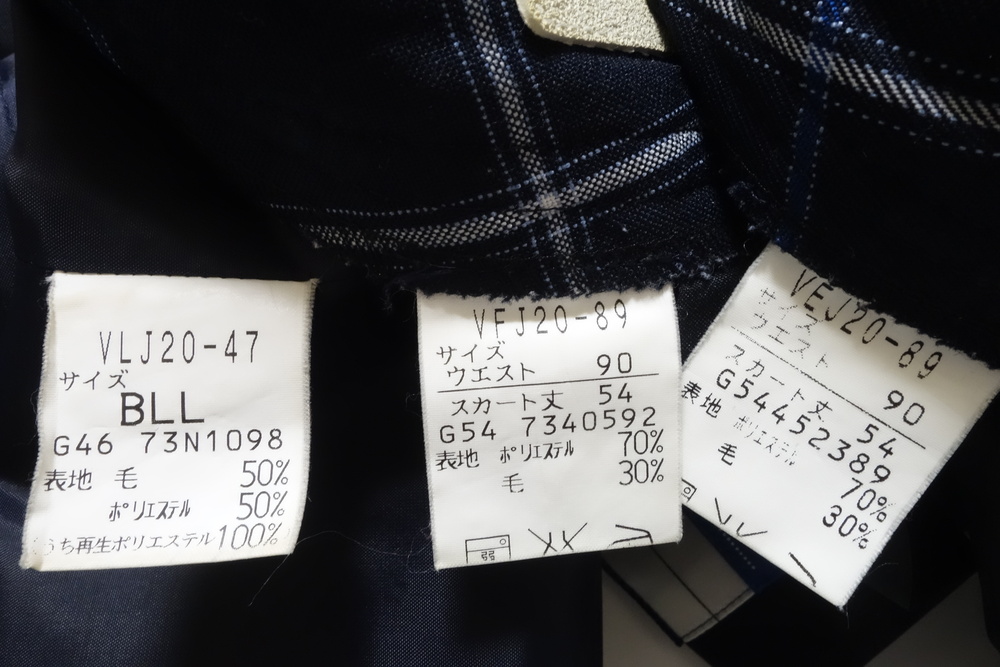 VLJ20-47
サイズ
BLL
G46 73N1098
表地 毛 50%
ポリエステル 50%
うち再生ポリエステル100%
VFJ20-89
サイズ
ウエスト 90
スカート丈 54
G54 7340592
表地 ポリエステル 70%
毛 30%
弱
VEJ20-89
サイズ
ウエスト 90
スカート丈 54
G54452389
表地 ポリエステル 70%
毛 30%